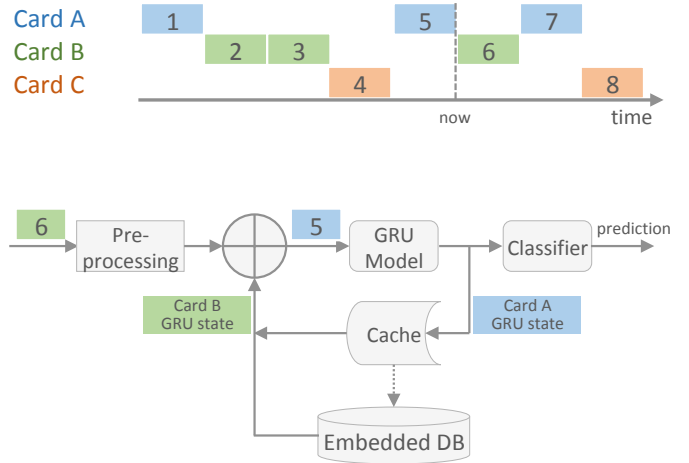 Card A
1
5
7
Card B
2
3
6
Card C
4
8
now
time
6
5
Pre-
processing
GRU
Model
Classifier
prediction
Card B
GRU state
Cache
Card A
GRU state
Embedded DB